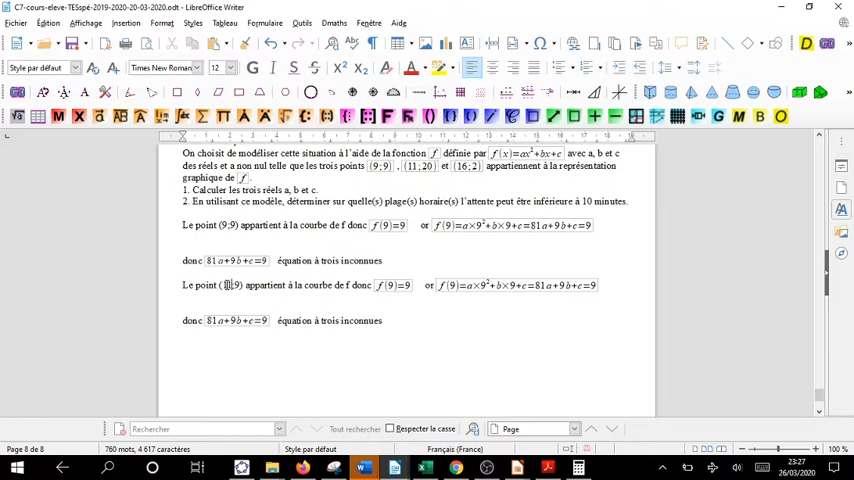 C7-cours-eleve-TESspé-2019-2020-20-03-2020.odt - LibreOffice Writer
Fichier Édition Affichage Insertion Format Styles Tableau Formulaire Outils Dmaths Fenêtre Aide
Style par défaut Times New Roman 12 G I S X² X₂
On choisit de modéliser cette situation à l'aide de la fonction f définie par f(x)=ax²+bx+c avec a, b et c
des réels et a non nul telle que les trois points (9;9) , (11;20) et (16;2) appartiennent à la représentation
graphique de f.
1. Calculer les trois réels a, b et c.
2. En utilisant ce modèle, déterminer sur quelle(s) plage(s) horaire(s) l'attente peut être inférieure à 10 minutes.
Le point (9;9) appartient à la courbe de f donc f(9)=9 or f(9)=a×9²+b×9+c=81a+9b+c=9
donc 81a+9b+c=9 équation à trois inconnues
Le point (11;9) appartient à la courbe de f donc f(9)=9 or f(9)=a×9²+b×9+c=81a+9b+c=9
donc 81a+9b+c=9 équation à trois inconnues
Rechercher Tout rechercher Respecter la casse Page
Page 8 de 8 760 mots, 4 617 caractères Style par défaut Français (France) 100 %
23:27
26/03/2020